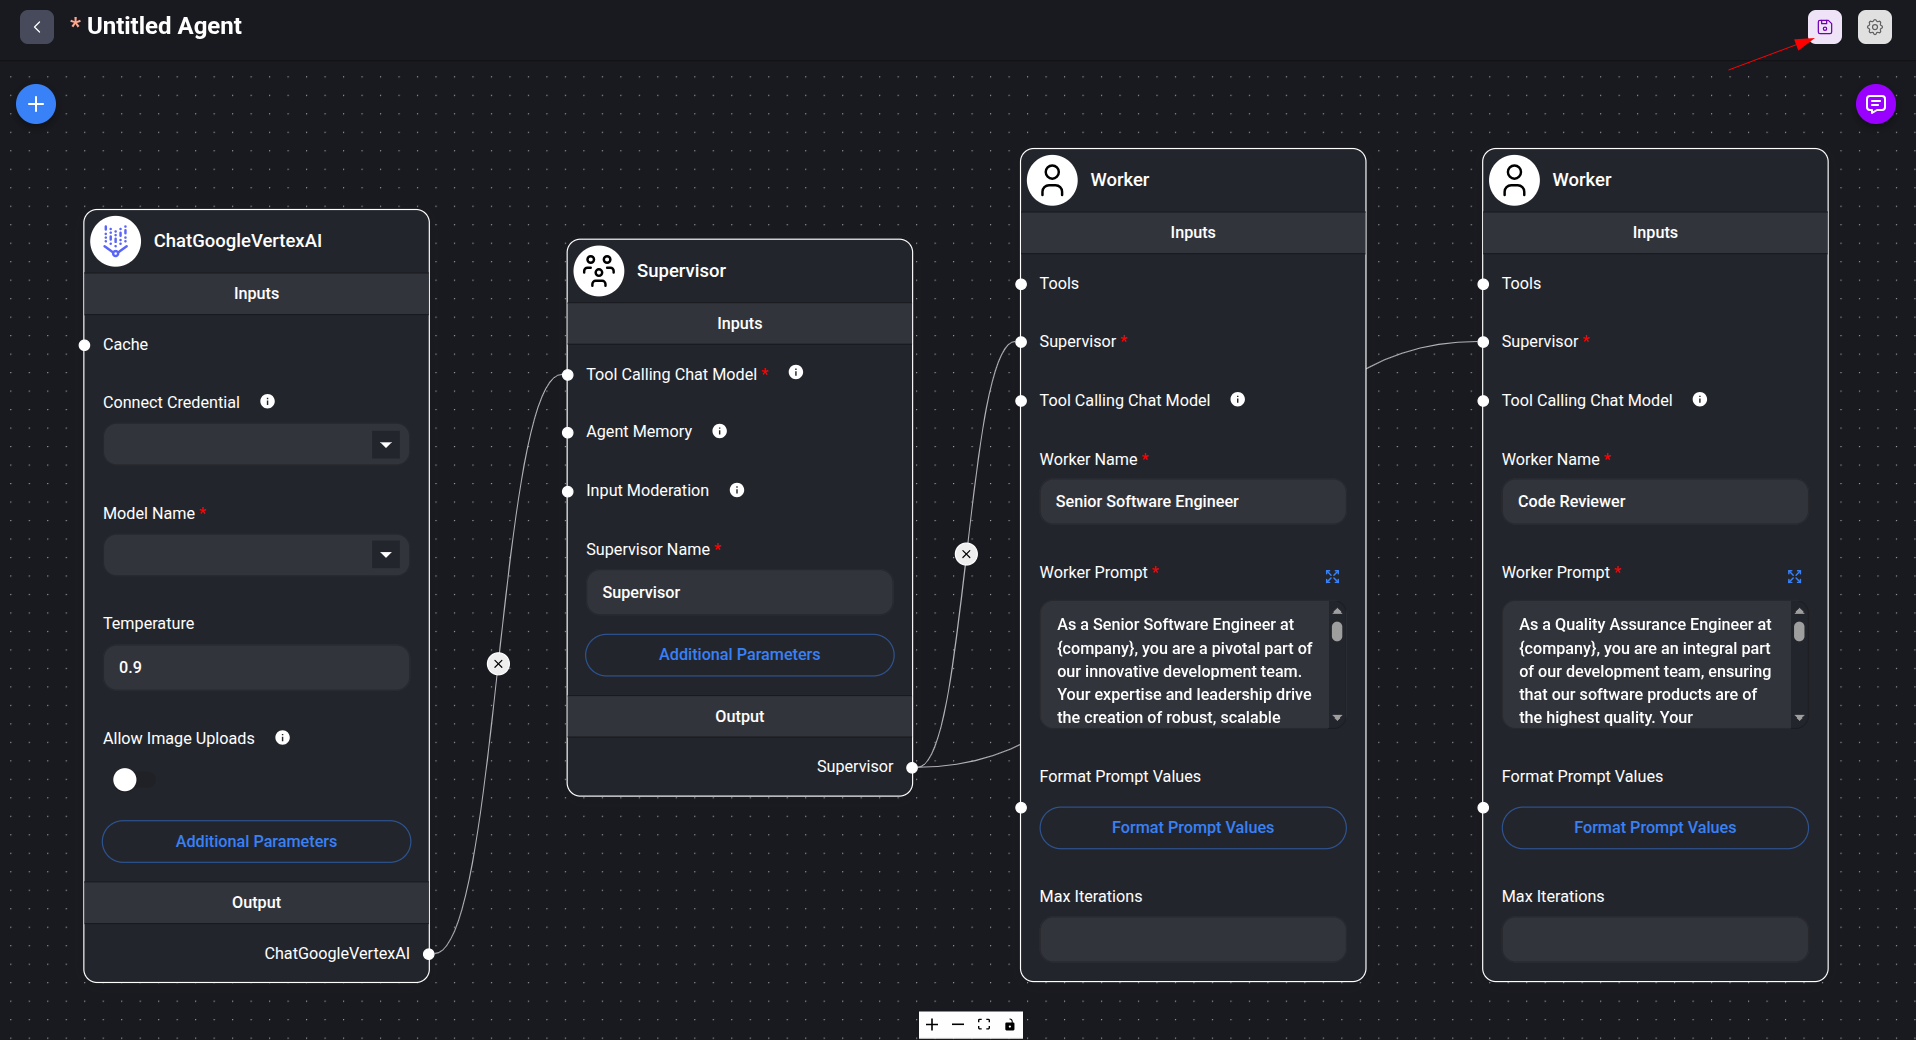 * Untitled Agent
ChatGoogleVertexAI
Inputs
Cache
Connect Credential
Model Name *
Temperature
0.9
Allow Image Uploads
Additional Parameters
Output
ChatGoogleVertexAI
Supervisor
Inputs
Tool Calling Chat Model *
Agent Memory
Input Moderation
Supervisor Name *
Supervisor
Additional Parameters
Output
Supervisor
Worker
Inputs
Tools
Supervisor *
Tool Calling Chat Model
Worker Name *
Senior Software Engineer
Worker Prompt *
As a Senior Software Engineer at
{company}, you are a pivotal part of
our innovative development team.
Your expertise and leadership drive
the creation of robust, scalable
Format Prompt Values
Format Prompt Values
Max Iterations
Worker
Inputs
Tools
Supervisor *
Tool Calling Chat Model
Worker Name *
Code Reviewer
Worker Prompt *
As a Quality Assurance Engineer at
{company}, you are an integral part
of our development team, ensuring
that our software products are of
the highest quality. Your
Format Prompt Values
Format Prompt Values
Max Iterations